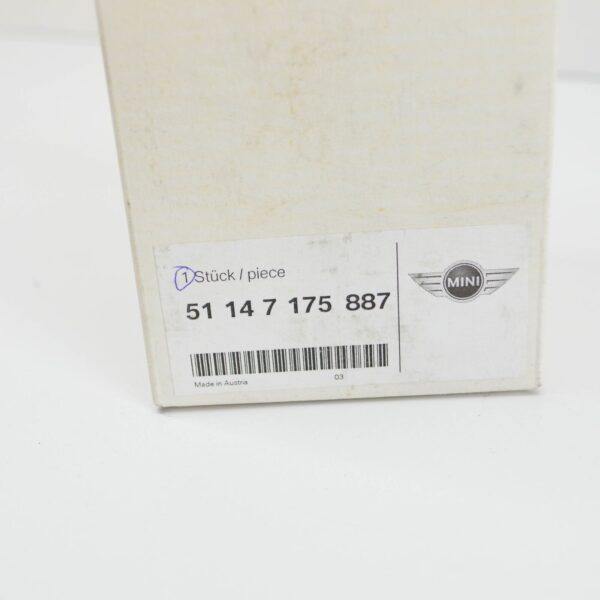 1 Stück / piece
51 14 7 175 887
Made in Austria 03
MINI